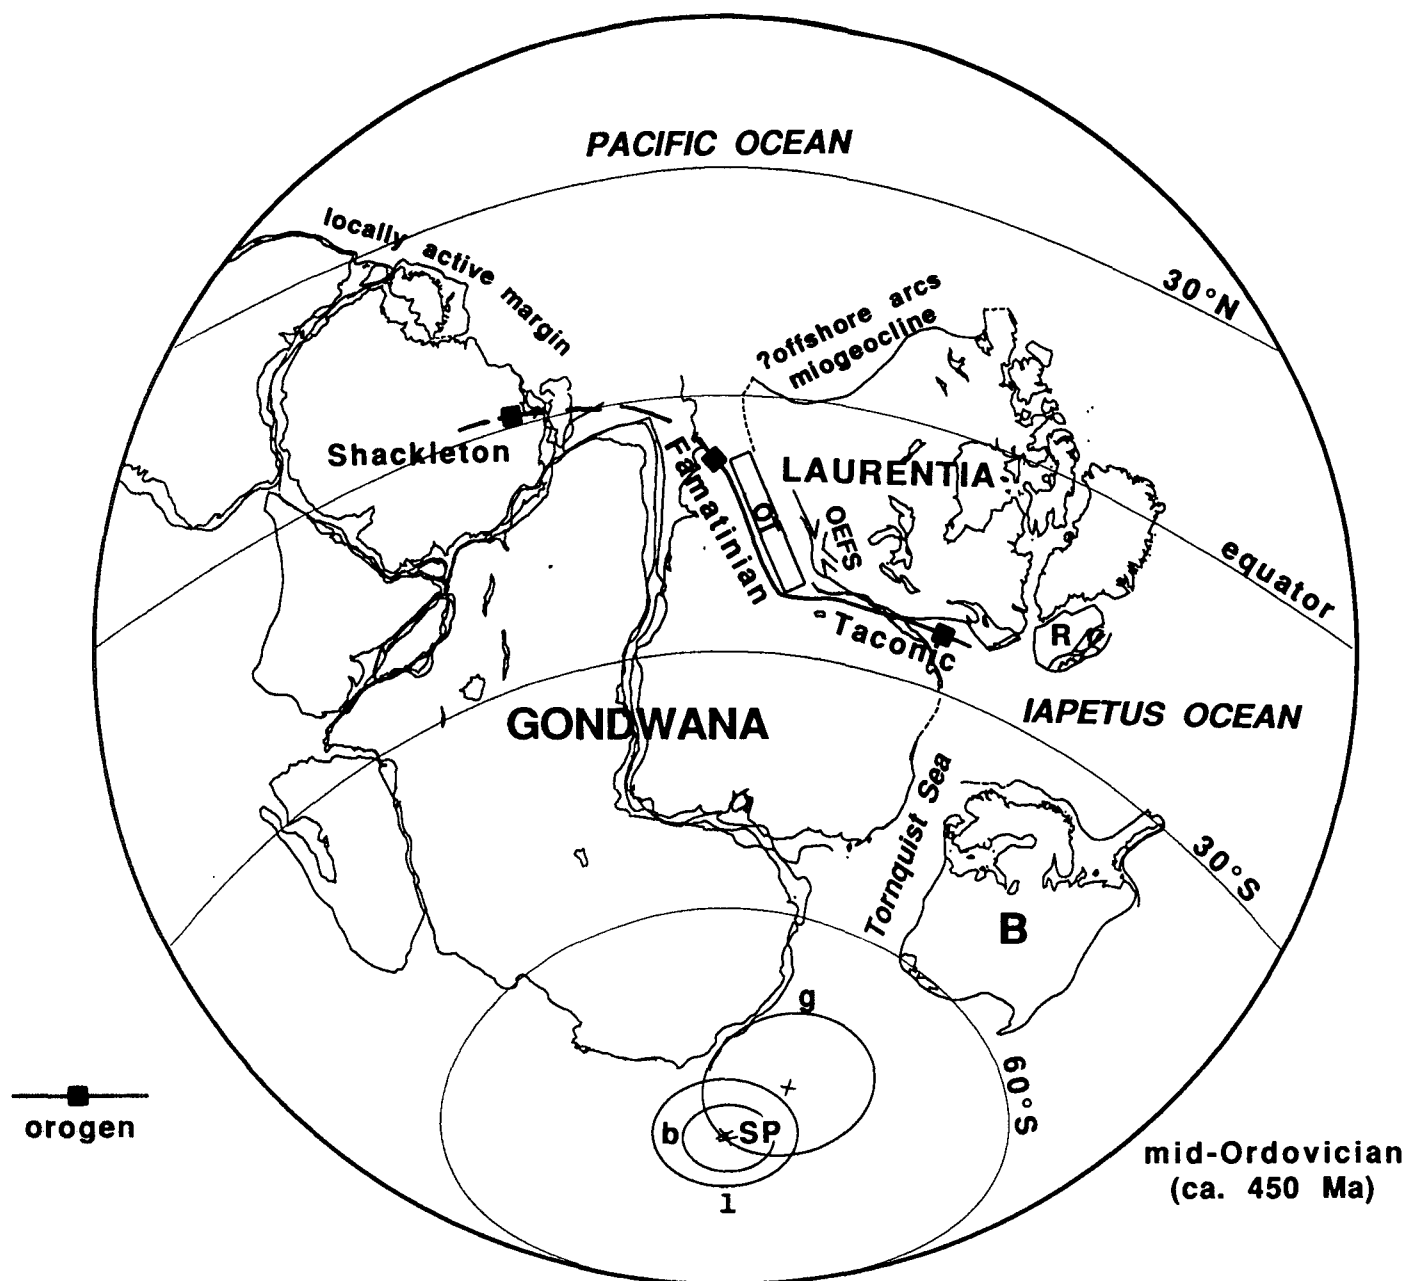 PACIFIC OCEAN
locally active margin
30°N
?offshore arcs
miogeocline
Shackleton
Famatinian
LAURENTIA
OT
OEFS
equator
Taconic
R
GONDWANA
IAPETUS OCEAN
Tornquist Sea
30°S
B
g
60°S
b
SP
l
orogen
mid-Ordovician
(ca. 450 Ma)